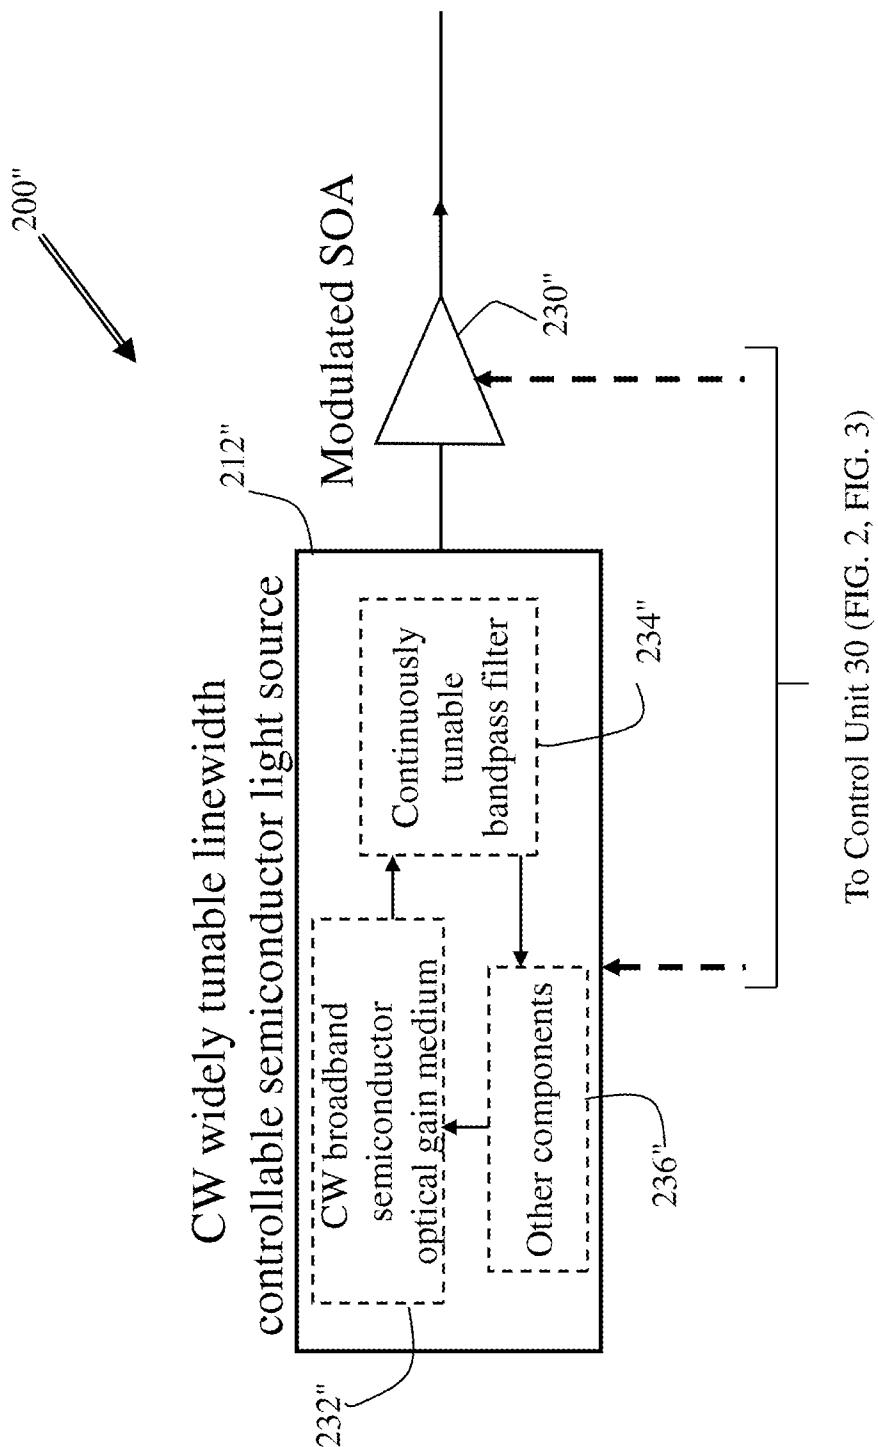 200"
CW widely tunable linewidth
controllable semiconductor light source
212"
Modulated SOA
230"
CW broadband
semiconductor
optical gain medium
232"
Continuously
tunable
bandpass filter
234"
Other components
236"
To Control Unit 30 (FIG. 2, FIG. 3)